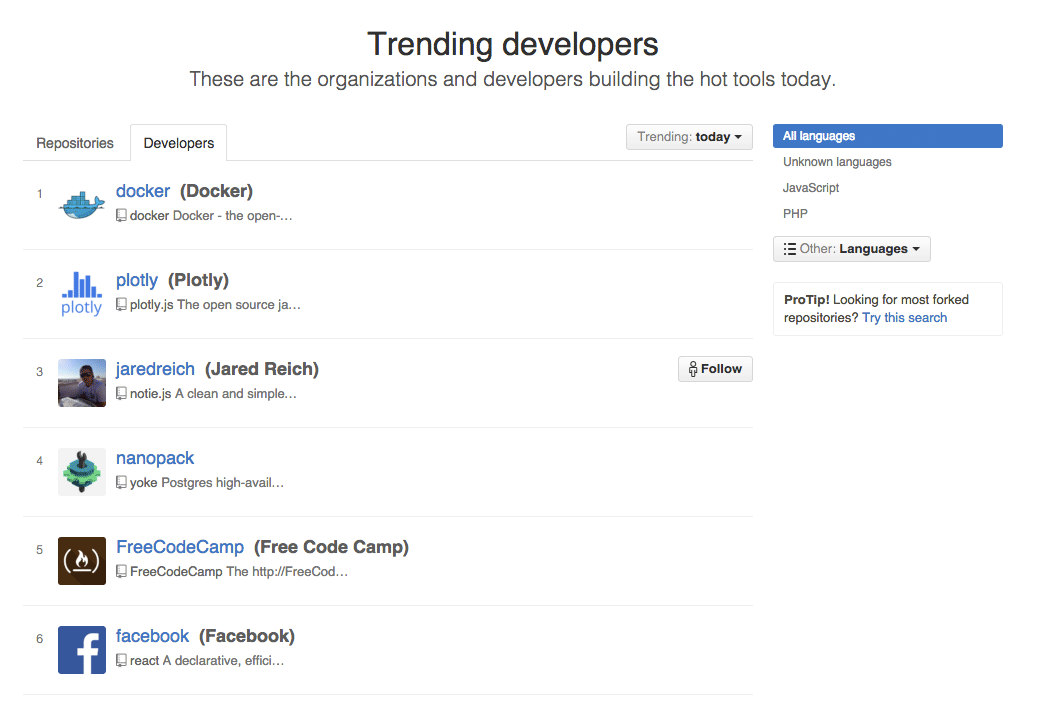 Trending developers
These are the organizations and developers building the hot tools today.
Repositories
Developers
Trending: today
1
docker (Docker)
docker Docker - the open-…
2
plotly
plotly (Plotly)
plotly.js The open source ja…
3
jaredreich (Jared Reich)
notie.js A clean and simple…
Follow
4
nanopack
yoke Postgres high-avail…
5
FreeCodeCamp (Free Code Camp)
FreeCodeCamp The http://FreeCod…
6
facebook (Facebook)
react A declarative, effici…
All languages
Unknown languages
JavaScript
PHP
Other: Languages
ProTip! Looking for most forked
repositories? Try this search